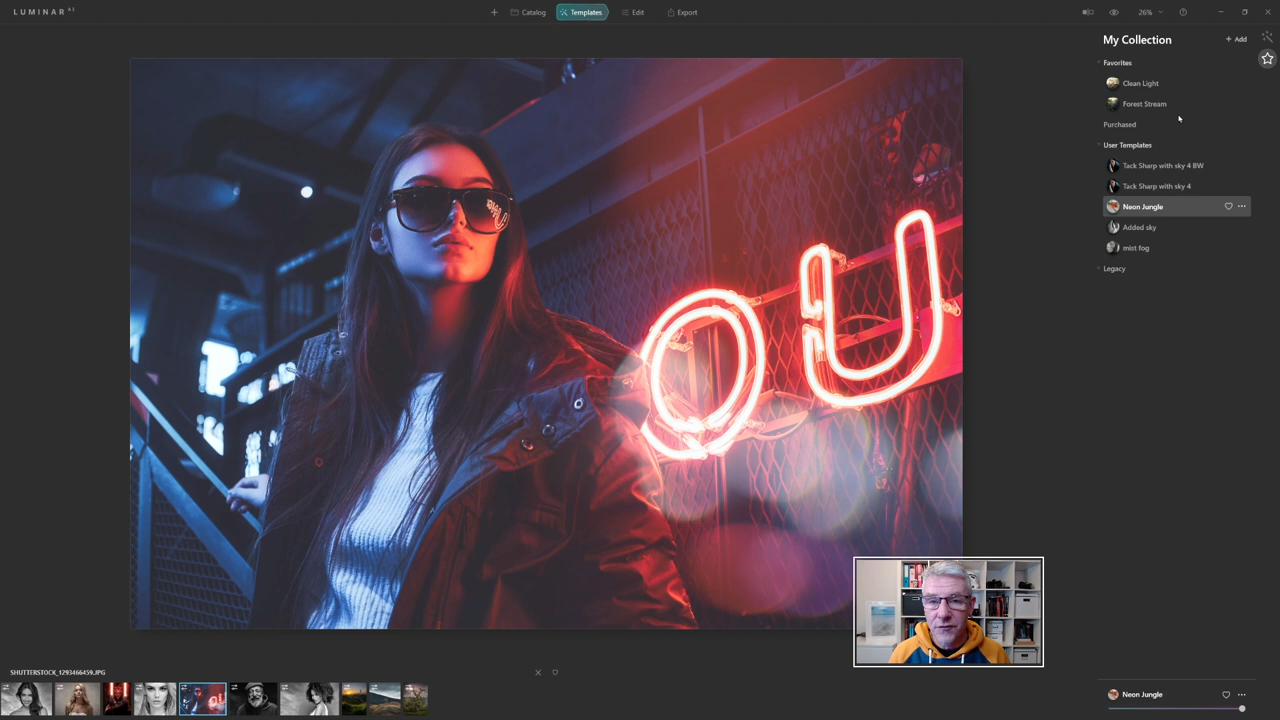 LUMINAR AI
Catalog
Templates
Edit
Export
26%
My Collection
Add
Favorites
Clean Light
Forest Stream
Purchased
User Templates
Tack Sharp with sky 4 BW
Tack Sharp with sky 4
Neon Jungle
Added sky
mist fog
Legacy
OU
SHUTTERSTOCK_1293466459.JPG
Neon Jungle